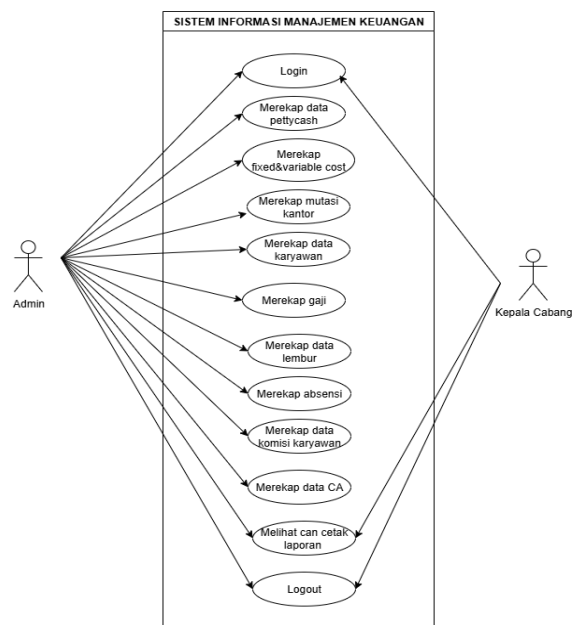 SISTEM INFORMASI MANAJEMEN KEUANGAN
Login
Merekap data
pettycash
Merekap
fixed&variable cost
Merekap mutasi
kantor
Merekap data
karyawan
Admin
Merekap gaji
Kepala Cabang
Merekap data
lembur
Merekap absensi
Merekap data
komisi karyawan
Merekap data CA
Melihat can cetak
laporan
Logout